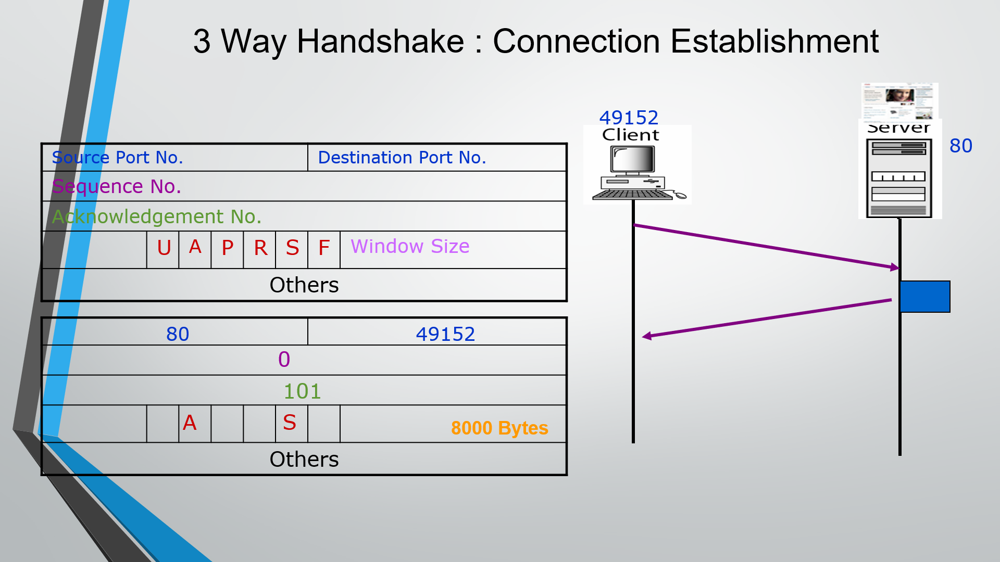 3 Way Handshake : Connection Establishment
49152
Client
Server
80
Source Port No. Destination Port No.
Sequence No.
Acknowledgement No.
U A P R S F Window Size
Others
80 49152
0
101
A S 8000 Bytes
Others